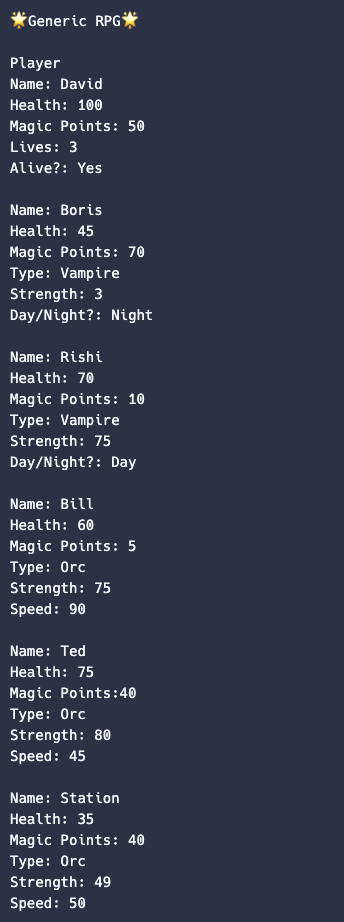 🌟Generic RPG🌟
Player
Name: David
Health: 100
Magic Points: 50
Lives: 3
Alive?: Yes
Name: Boris
Health: 45
Magic Points: 70
Type: Vampire
Strength: 3
Day/Night?: Night
Name: Rishi
Health: 70
Magic Points: 10
Type: Vampire
Strength: 75
Day/Night?: Day
Name: Bill
Health: 60
Magic Points: 5
Type: Orc
Strength: 75
Speed: 90
Name: Ted
Health: 75
Magic Points:40
Type: Orc
Strength: 80
Speed: 45
Name: Station
Health: 35
Magic Points: 40
Type: Orc
Strength: 49
Speed: 50